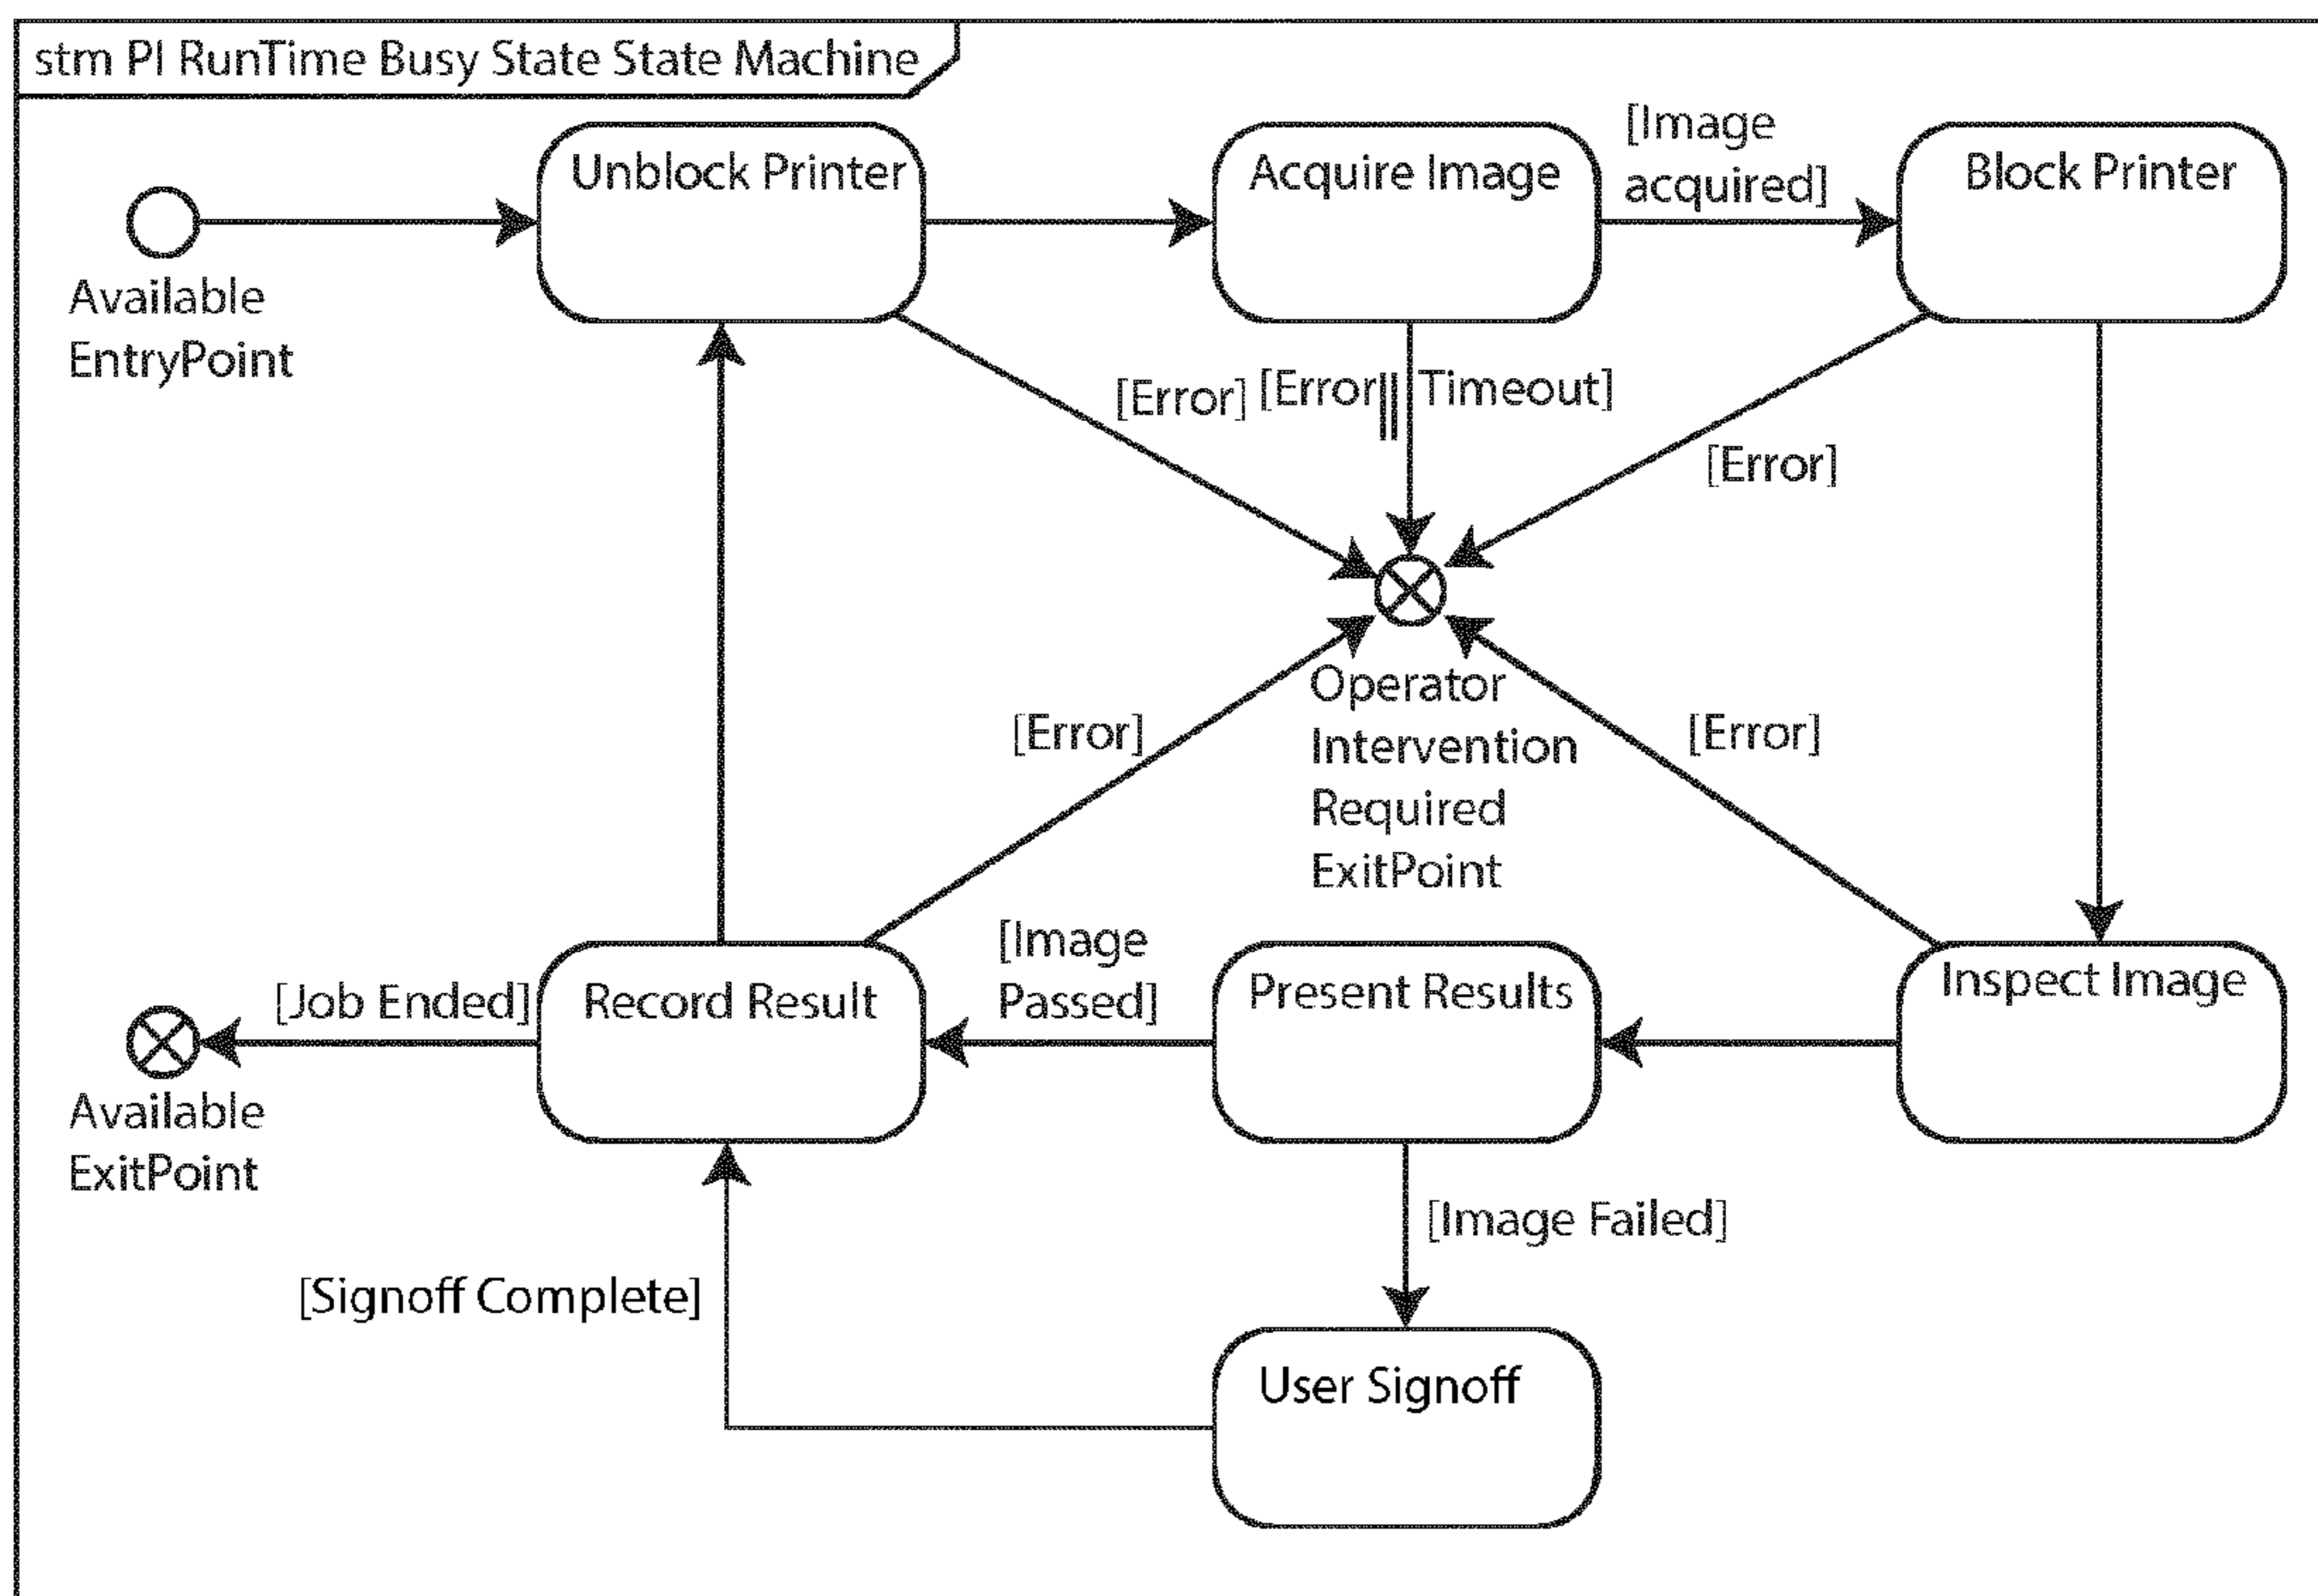 stm PI RunTime Busy State State Machine
Unblock Printer
Acquire Image
[Image
acquired]
Block Printer
Available
EntryPoint
[Error]
[Error|| Timeout]
[Error]
Operator
Intervention
Required
ExitPoint
[Error]
[Error]
[Job Ended]
Record Result
[Image
Passed]
Present Results
Inspect Image
Available
ExitPoint
[Image Failed]
[Signoff Complete]
User Signoff